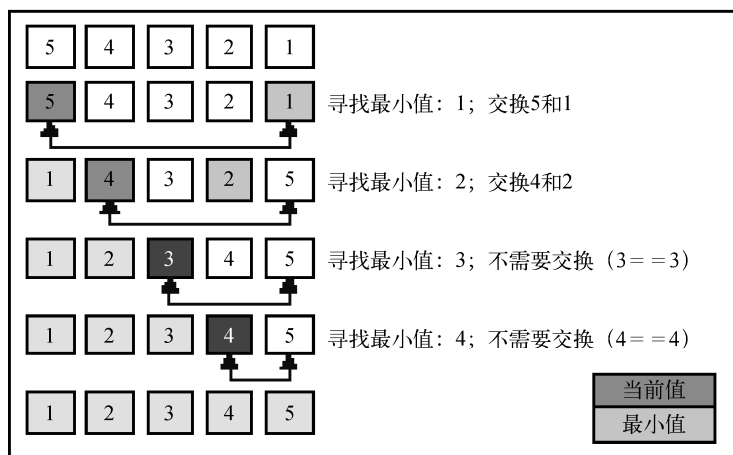 5 4 3 2 1
5 4 3 2 1 寻找最小值：1；交换5和1
1 4 3 2 5 寻找最小值：2；交换4和2
1 2 3 4 5 寻找最小值：3；不需要交换（3＝＝3）
1 2 3 4 5 寻找最小值：4；不需要交换（4＝＝4）
当前值
1 2 3 4 5
最小值